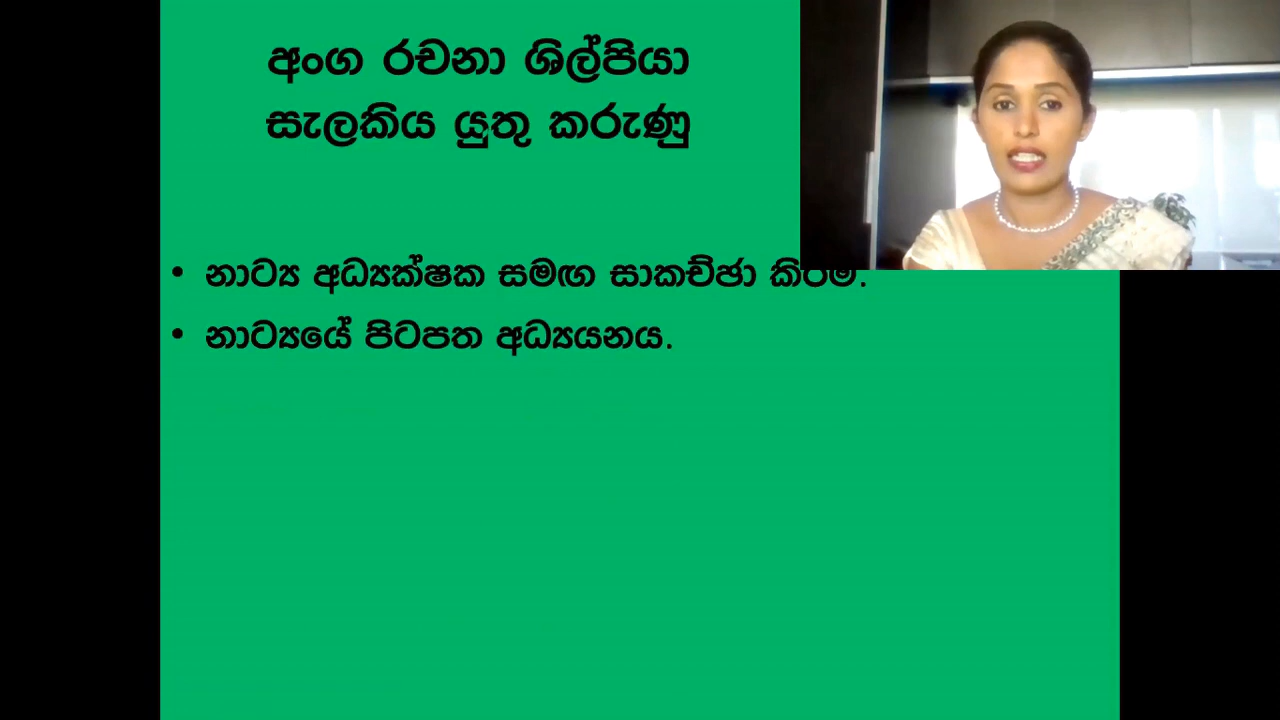 අංග රචනා ශිල්පියා
සැලකිය යුතු කරුණු
• නාට්‍ය අධ්‍යක්ෂක සමඟ සාකච්ඡා කිරීම.
• නාට්‍යයේ පිටපත අධ්‍යයනය.